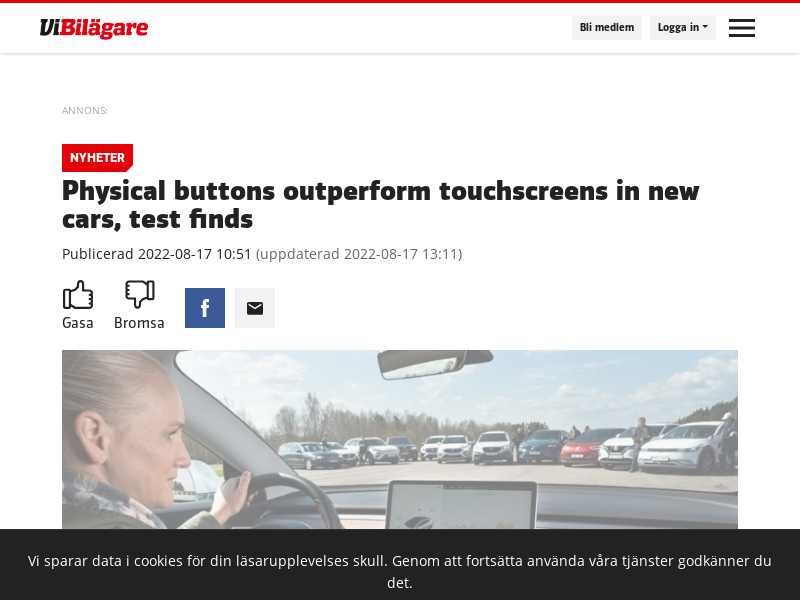 ViBilägare
Bli medlem
Logga in
ANNONS:
NYHETER
Physical buttons outperform touchscreens in new
cars, test finds
Publicerad 2022-08-17 10:51 (uppdaterad 2022-08-17 13:11)
Gasa
Bromsa
f
Vi sparar data i cookies för din läsarupplevelses skull. Genom att fortsätta använda våra tjänster godkänner du
det.